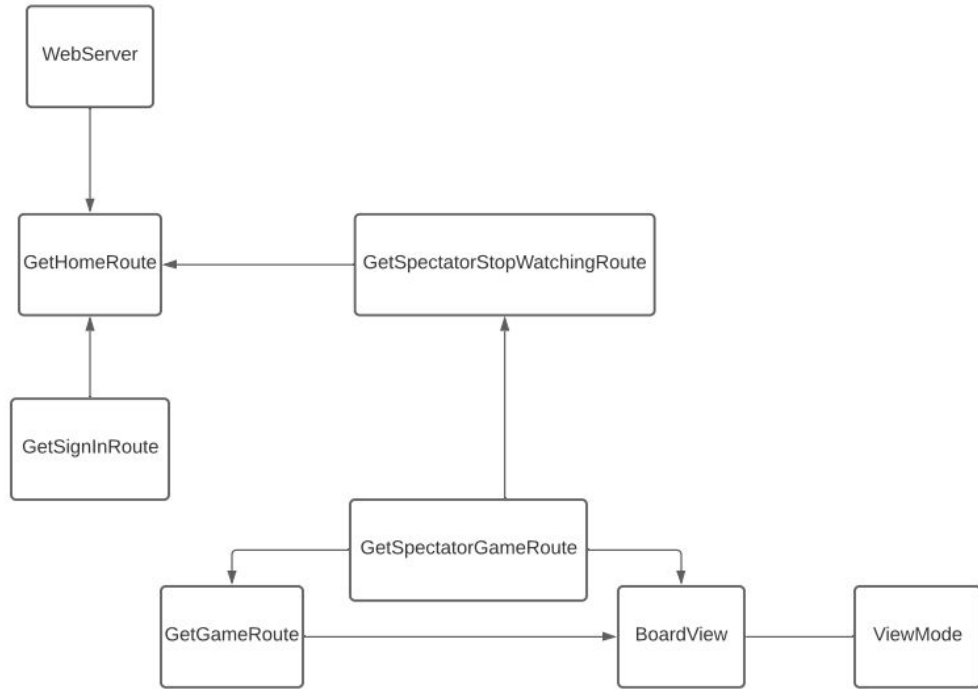 WebServer
GetHomeRoute
GetSpectatorStopWatchingRoute
GetSignInRoute
GetSpectatorGameRoute
GetGameRoute
BoardView
ViewMode